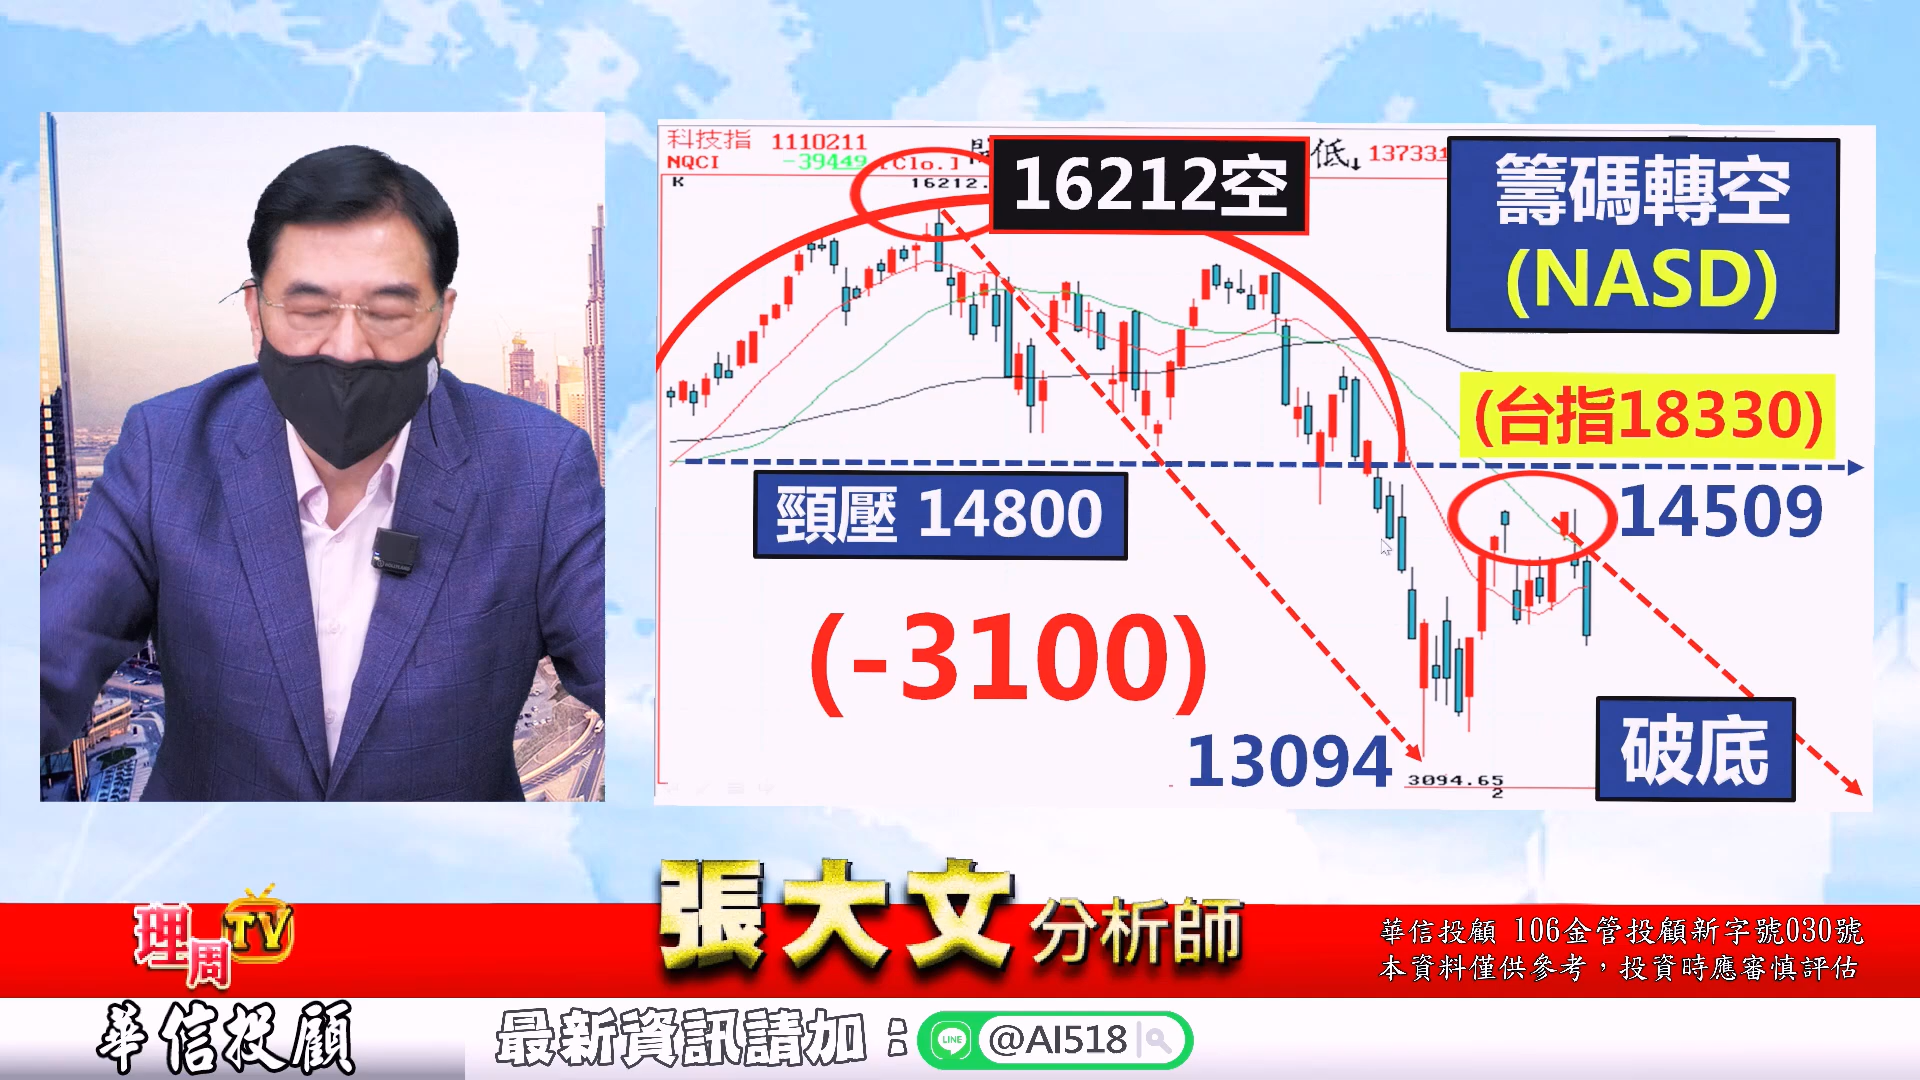 科技指 1110211
NQCI -39449 [Clo.]
低↓ 137331
K
16212.
16212空
籌碼轉空
(NASD)
(台指18330)
頸壓 14800
14509
(-3100)
13094
3094.65
2
破底
張大文 分析師
理周TV
華信投顧 106金管投顧新字號030號
本資料僅供參考，投資時應審慎評估
華信投顧
最新資訊請加：
LINE
@AI518